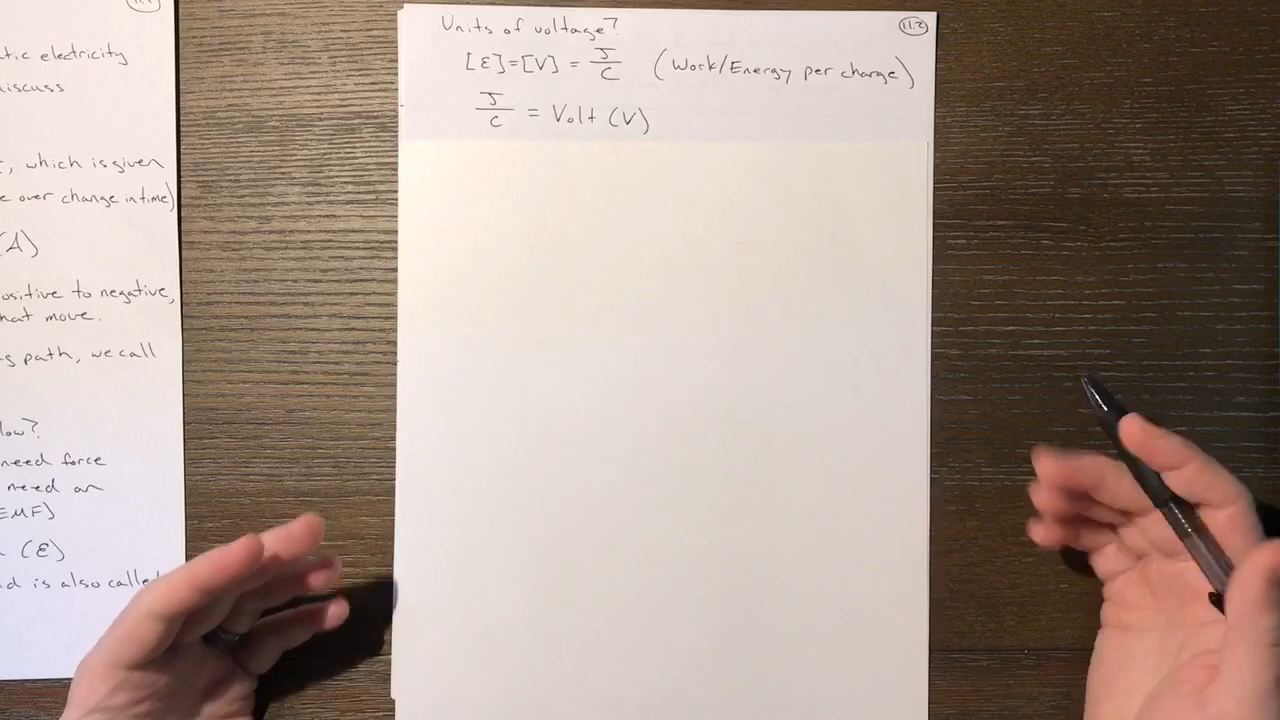 tic electricity
iscuss
, which is given
e over change in time)
(A)
ositive to negative,
hat move.
g path, we call
low?
need force
need an
EMF)
(ε)
d is also called
Units of voltage?
11.2
[ε]=[V] = J/C (Work/Energy per charge)
J/C = Volt (V)